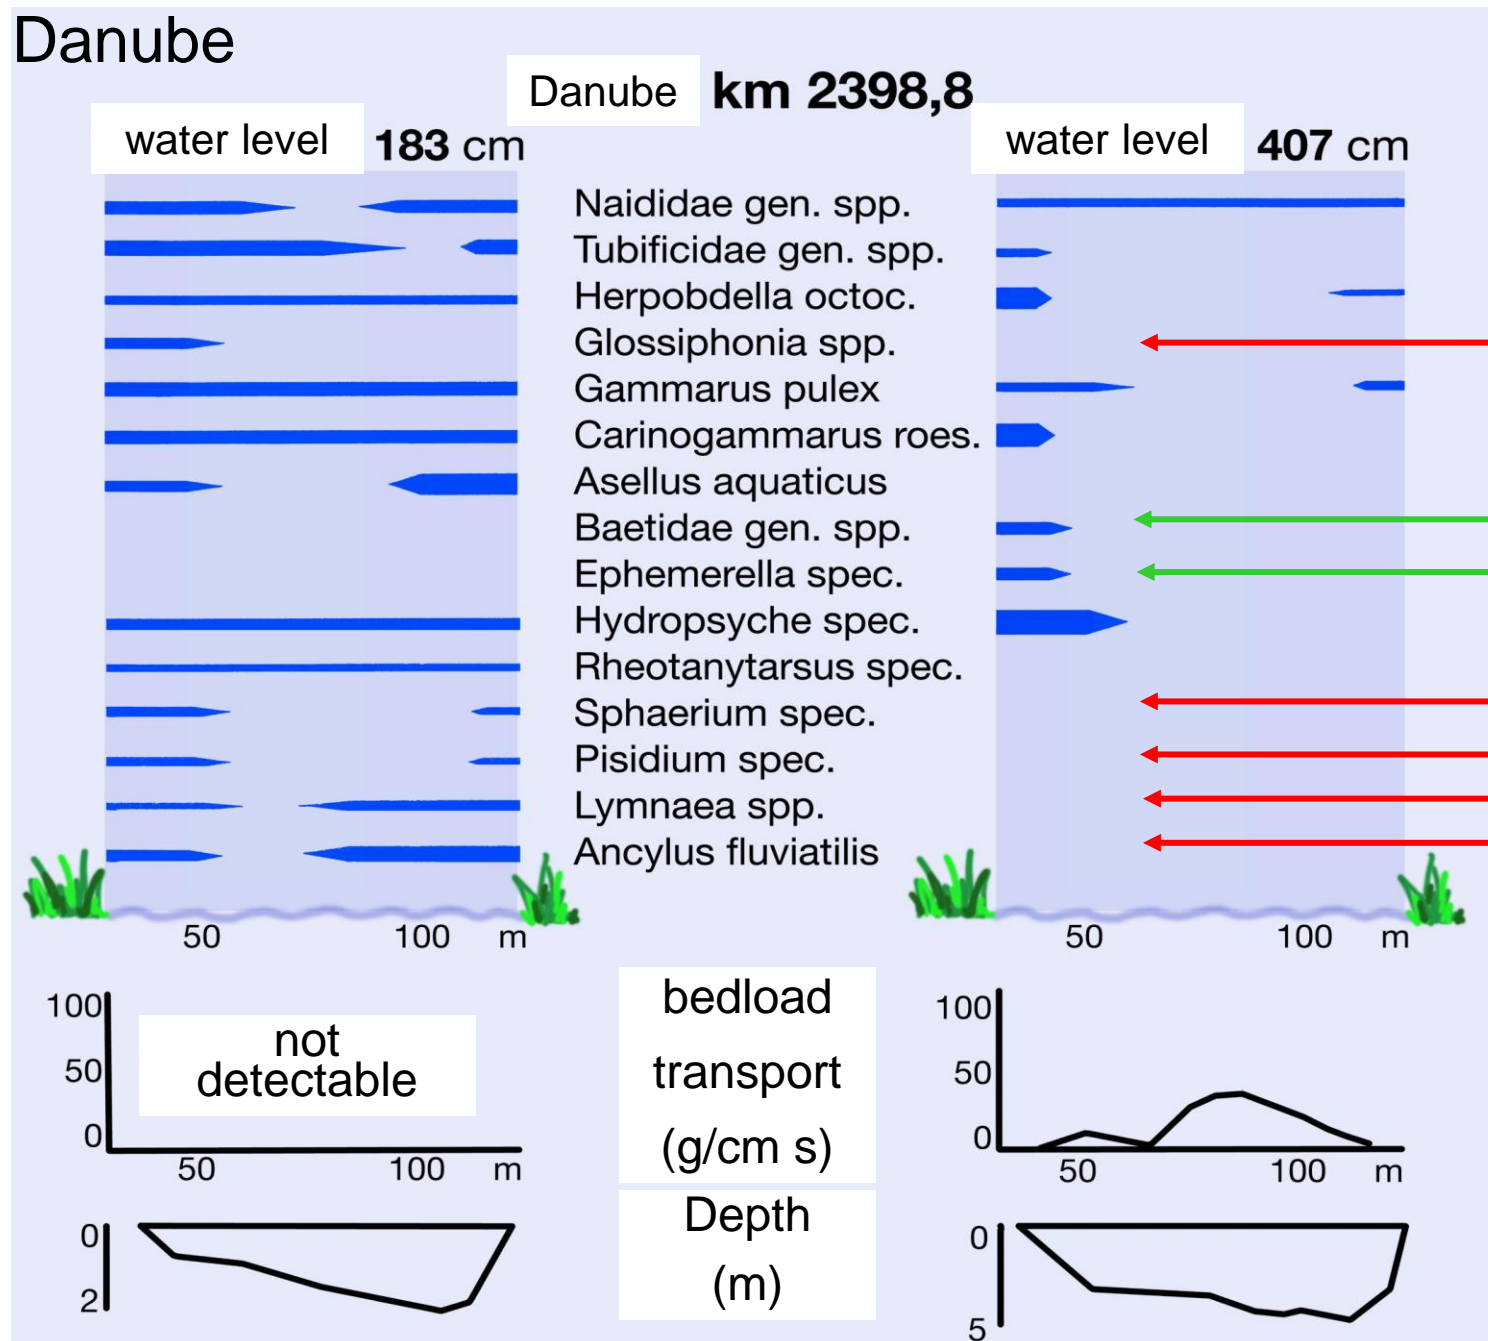 Danube
Danube km 2398,8
water level 183 cm
water level 407 cm
Naididae gen. spp.
Tubificidae gen. spp.
Herpobdella octoc.
Glossiphonia spp.
Gammarus pulex
Carinogammarus roes.
Asellus aquaticus
Baetidae gen. spp.
Ephemerella spec.
Hydropsyche spec.
Rheotanytarsus spec.
Sphaerium spec.
Pisidium spec.
Lymnaea spp.
Ancylus fluviatilis
50 100 m
50 100 m
100
50
0
not
detectable
50 100 m
bedload
transport
(g/cm s)
100
50
0
50 100 m
0
2
Depth
(m)
0
5